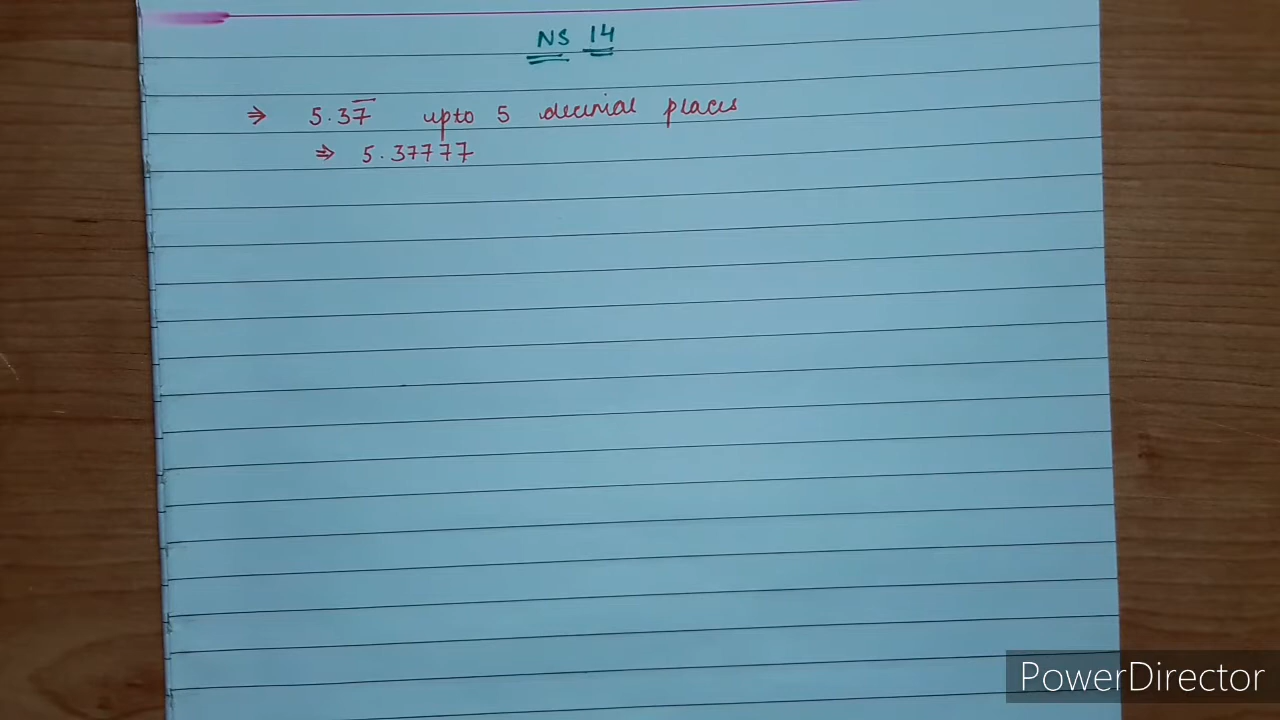 NS 14
⇒ 5.37̅ upto 5 decimal places
⇒ 5.37777
PowerDirector